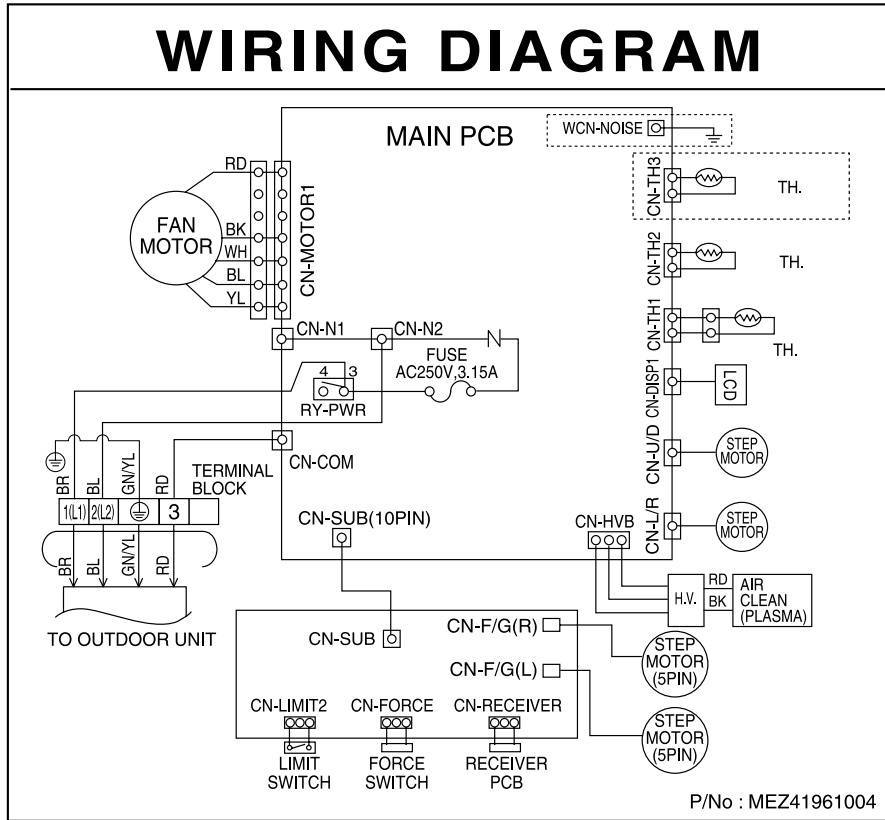 WIRING DIAGRAM
MAIN PCB
WCN-NOISE
CN-TH3
TH.
RD
FAN
MOTOR
BK
WH
BL
YL
CN-MOTOR1
CN-TH2
TH.
CN-TH1
TH.
CN-N1
CN-N2
N
FUSE
AC250V,3.15A
4 3
RY-PWR
CN-DISP1
LCD
CN-COM
CN-U/D
STEP
MOTOR
BR
BL
GN/YL
RD
TERMINAL
BLOCK
1(L1)
2(L2)
3
CN-SUB(10PIN)
CN-HVB
CN-L/R
STEP
MOTOR
BR
BL
GN/YL
RD
TO OUTDOOR UNIT
H.V.
RD
BK
AIR
CLEAN
(PLASMA)
CN-SUB
CN-F/G(R)
STEP
MOTOR
(5PIN)
CN-F/G(L)
STEP
MOTOR
(5PIN)
CN-LIMIT2
CN-FORCE
CN-RECEIVER
LIMIT
SWITCH
FORCE
SWITCH
RECEIVER
PCB
P/No : MEZ41961004